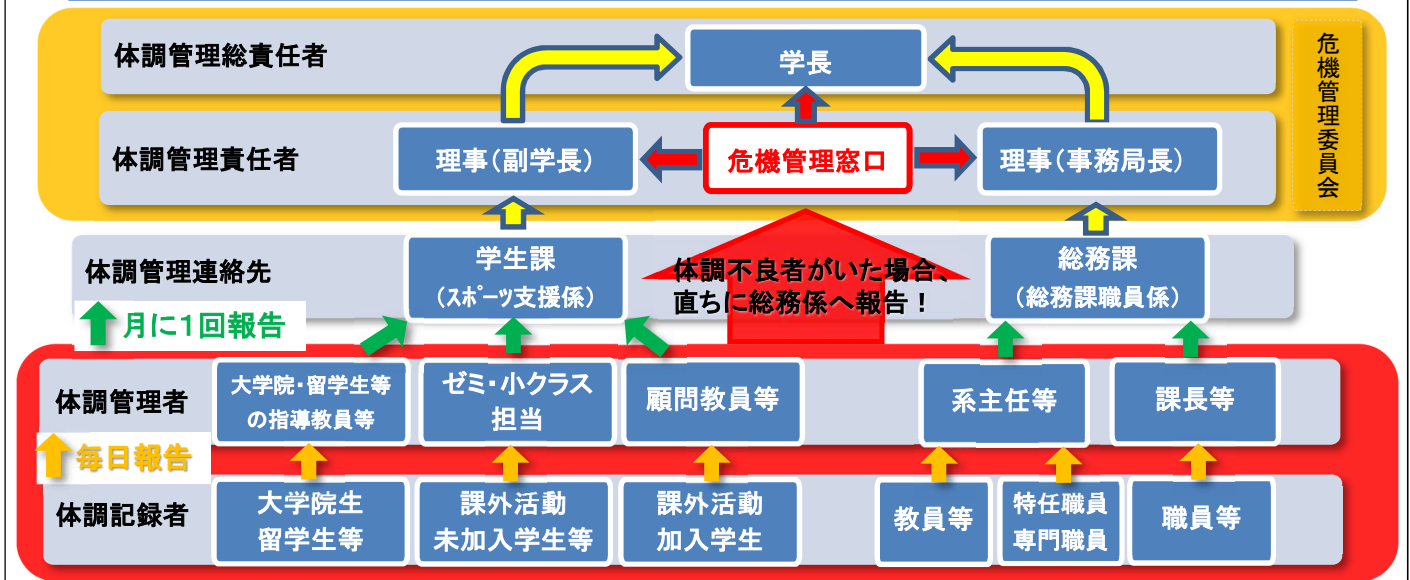 体調管理総責任者
学長
危機管理委員会
体調管理責任者
理事(副学長)
危機管理窓口
理事(事務局長)
体調管理連絡先
学生課
(スポーツ支援係)
体調不良者がいた場合、
直ちに総務係へ報告!
総務課
(総務課職員係)
月に1回報告
体調管理者
大学院・留学生等
の指導教員等
ゼミ・小クラス
担当
顧問教員等
系主任等
課長等
毎日報告
体調記録者
大学院生
留学生等
課外活動
未加入学生等
課外活動
加入学生
教員等
特任職員
専門職員
職員等